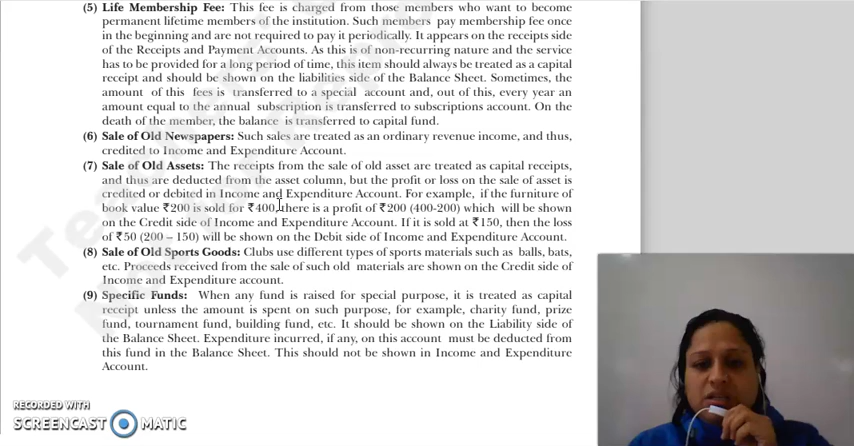 (5) Life Membership Fee: This fee is charged from those members who want to become
permanent lifetime members of the institution. Such members pay membership fee once
in the beginning and are not required to pay it periodically. It appears on the receipts side
of the Receipts and Payment Accounts. As this is of non-recurring nature and the service
has to be provided for a long period of time, this item should always be treated as a capital
receipt and should be shown on the liabilities side of the Balance Sheet. Sometimes, the
amount of this fees is transferred to a special account and, out of this, every year an
amount equal to the annual subscription is transferred to subscriptions account. On the
death of the member, the balance is transferred to capital fund.
(6) Sale of Old Newspapers: Such sales are treated as an ordinary revenue income, and thus,
credited to Income and Expenditure Account.
(7) Sale of Old Assets: The receipts from the sale of old asset are treated as capital receipts,
and thus are deducted from the asset column, but the profit or loss on the sale of asset is
credited or debited in Income and Expenditure Account. For example, if the furniture of
book value ₹200 is sold for ₹400, there is a profit of ₹200 (400-200) which will be shown
on the Credit side of Income and Expenditure Account. If it is sold at ₹150, then the loss
of ₹50 (200 – 150) will be shown on the Debit side of Income and Expenditure Account.
(8) Sale of Old Sports Goods: Clubs use different types of sports materials such as balls, bats,
etc. Proceeds received from the sale of such old materials are shown on the Credit side of
Income and Expenditure account.
(9) Specific Funds: When any fund is raised for special purpose, it is treated as capital
receipt unless the amount is spent on such purpose, for example, charity fund, prize
fund, tournament fund, building fund, etc. It should be shown on the Liability side of
the Balance Sheet. Expenditure incurred, if any, on this account must be deducted from
this fund in the Balance Sheet. This should not be shown in Income and Expenditure
Account.
RECORDED WITH
SCREENCAST MATIC